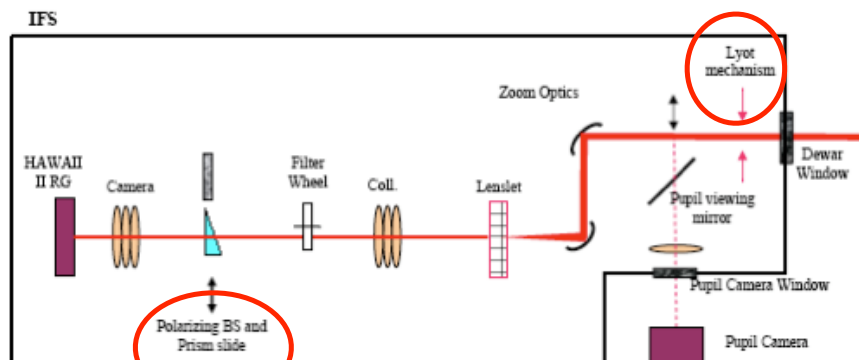 IFS
Lyot
mechanism
Zoom Optics
HAWAII
II RG
Camera
Filter
Wheel
Coll.
Lenslet
Dewar
Window
Pupil viewing
mirror
Pupil Camera Window
Polarizing BS and
Prism slide
Pupil Camera